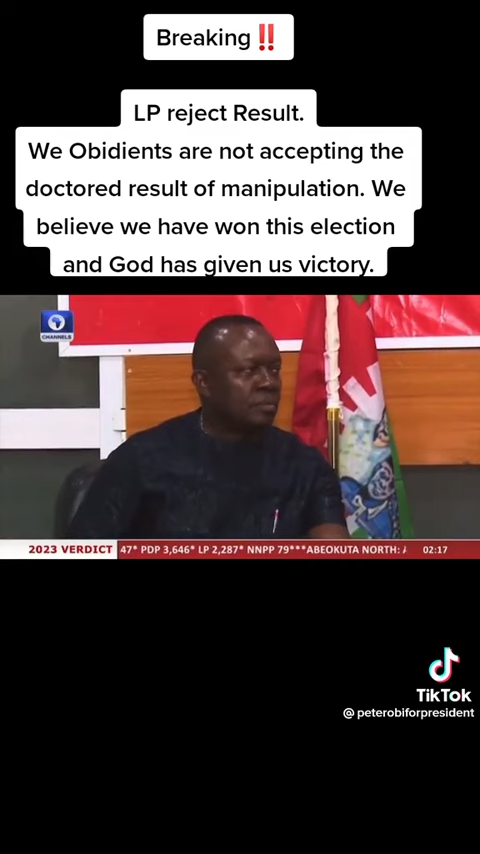 Breaking‼️
LP reject Result.
We Obidients are not accepting the
doctored result of manipulation. We
believe we have won this election
and God has given us victory.
CHANNELS
2023 VERDICT 47* PDP 3,646* LP 2,287* NNPP 79***ABEOKUTA NORTH: 02:17
TikTok
@peterobiforpresident